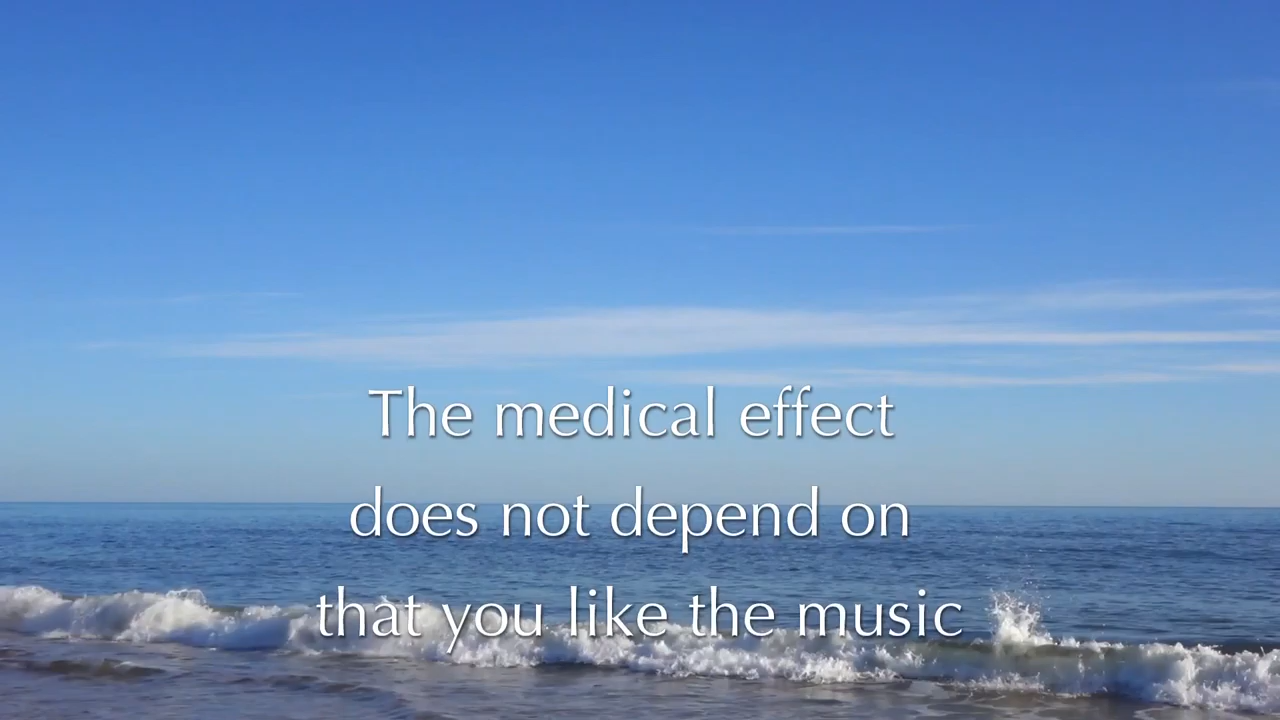 The medical effect
does not depend on
that you like the music